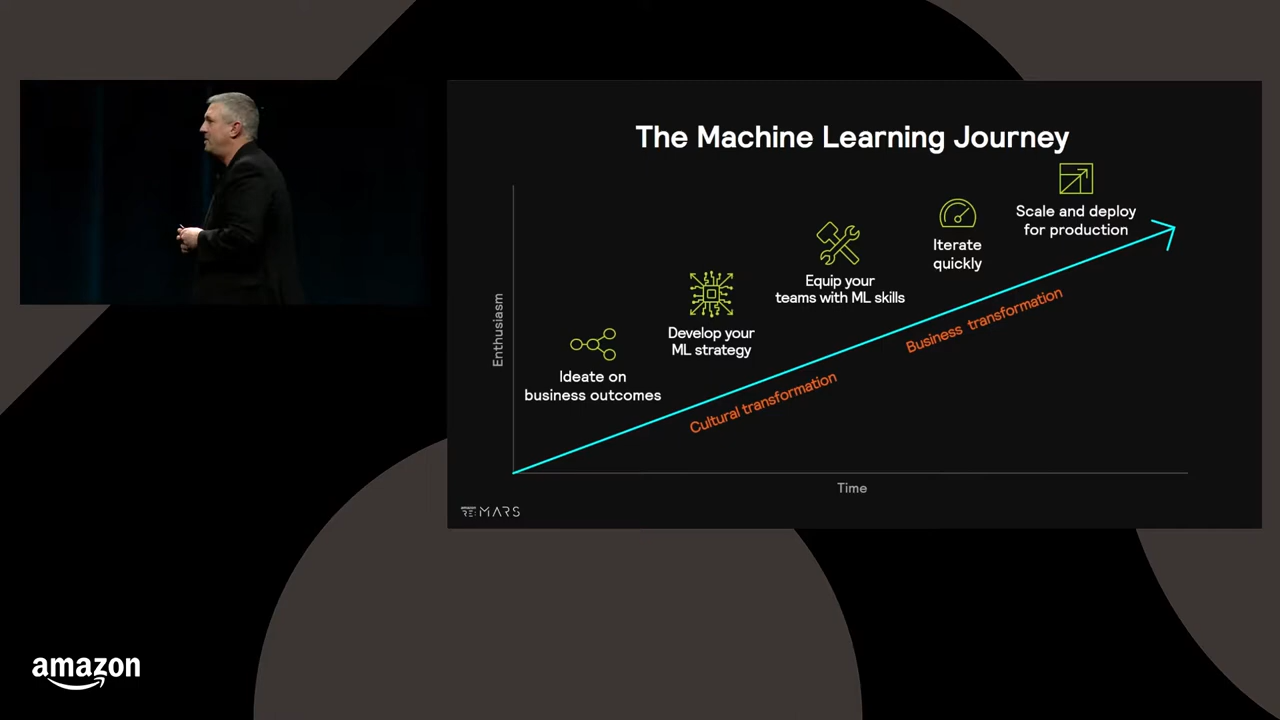 The Machine Learning Journey
Scale and deploy
for production
Iterate
quickly
Equip your
teams with ML skills
Develop your
ML strategy
Ideate on
business outcomes
Enthusiasm
Business transformation
Cultural transformation
Time
amazon
RE:MARS
amazon